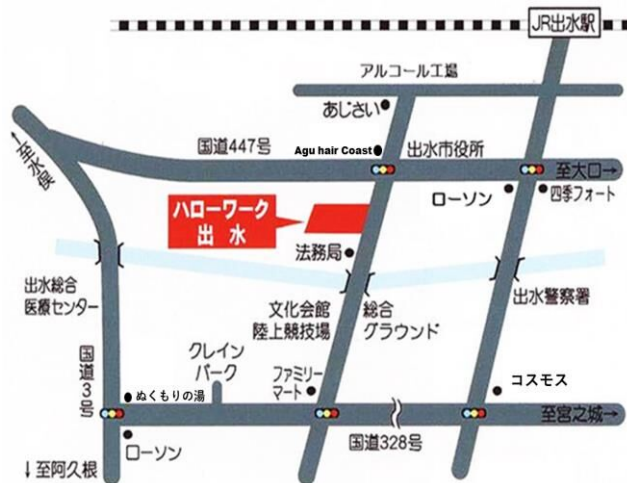 JR出水駅
アルコール工場
あじさい
国道447号
Agu hair Coast
出水市役所
至水俣
至大口→
ローソン
四季フォート
ハローワーク
出水
法務局
出水総合
医療センター
文化会館
陸上競技場
総合
グラウンド
出水警察署
国道3号
クレイン
パーク
ファミリー
マート
コスモス
ぬくもりの湯
至宮之城→
国道328号
ローソン
↓至阿久根